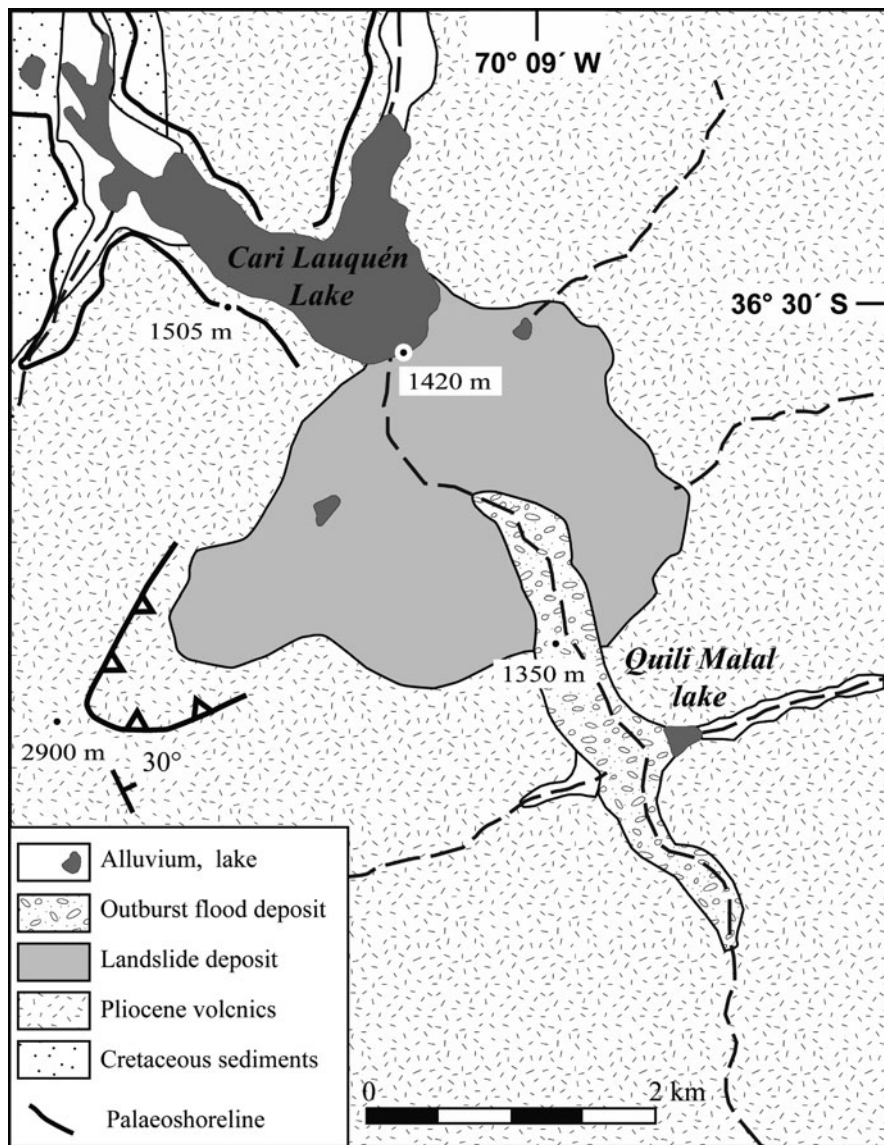 70° 09´ W
Cari Lauquén
Lake
36° 30´ S
1505 m
1420 m
Quili Malal
lake
1350 m
2900 m
30°
Alluvium, lake
Outburst flood deposit
Landslide deposit
Pliocene volcnics
Cretaceous sediments
Palaeoshoreline
0
2 km